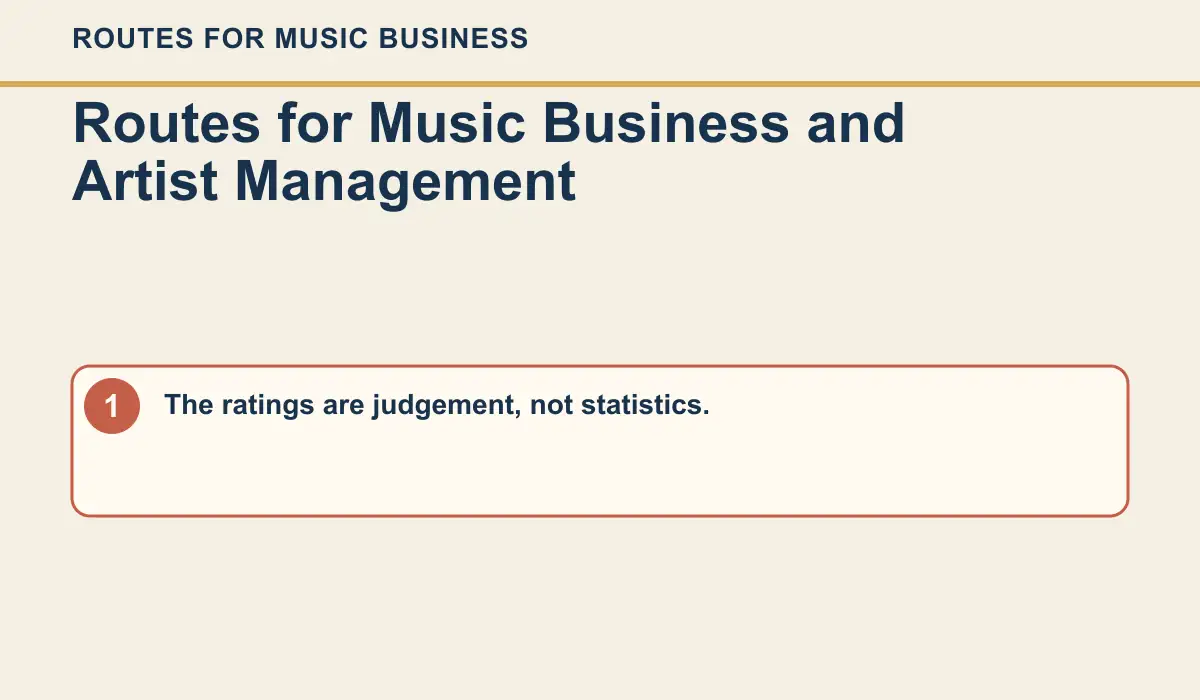 ROUTES FOR MUSIC BUSINESS
Routes for Music Business and
Artist Management
1
The ratings are judgement, not statistics.